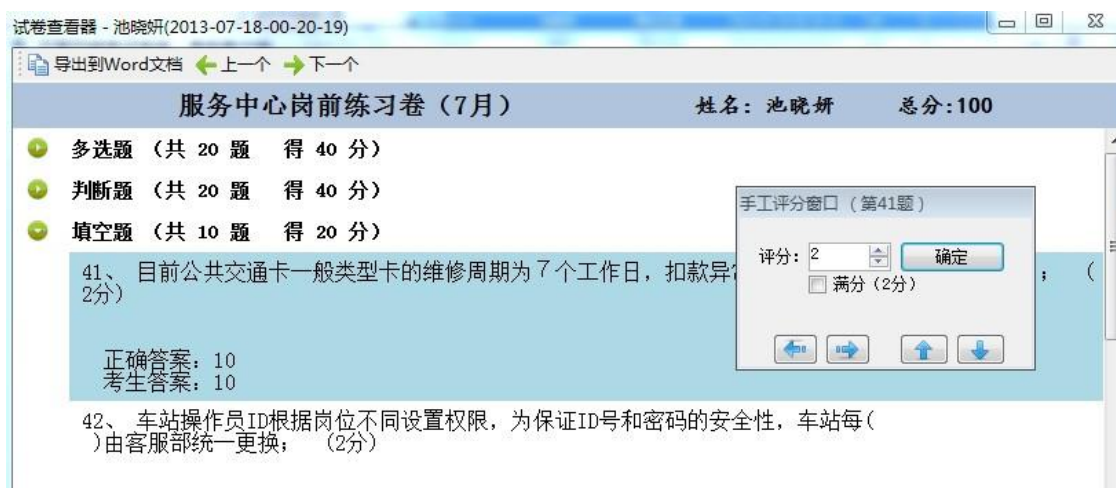 试卷查看器 - 池晓妍(2013-07-18-00-20-19)
导出到Word文档 上一个 下一个
服务中心岗前练习卷（7月） 姓名：池晓妍 总分:100
多选题 （共 20 题 得 40 分）
判断题 （共 20 题 得 40 分）
填空题 （共 10 题 得 20 分）
41、 目前公共交通卡一般类型卡的维修周期为7个工作日，扣款异 ； （
2分）
正确答案：10
考生答案：10
42、 车站操作员ID根据岗位不同设置权限，为保证ID号和密码的安全性，车站每(
)由客服部统一更换； （2分）
手工评分窗口 （第41题）
评分：2 确定
满分（2分）